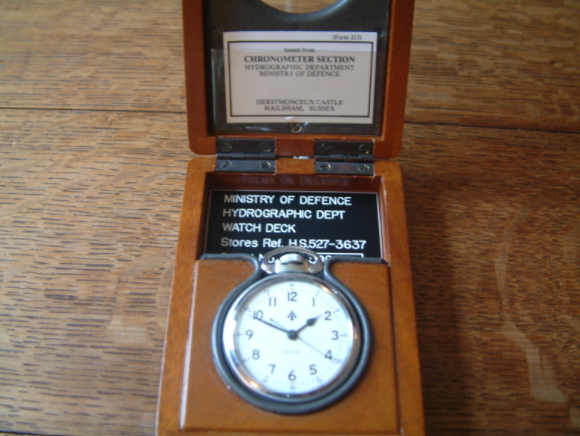 (Form 213)
Issued from
CHRONOMETER SECTION
HYDROGRAPHIC DEPARTMENT
MINISTRY OF DEFENCE
HERSTMONCEUX CASTLE
HAILSHAM, SUSSEX
MINISTRY OF DEFENCE
HYDROGRAPHIC DEPT
WATCH DECK
Stores Ref. H.S.527-3637
12
11 1
10 2
9 3
8 4
7 5
6